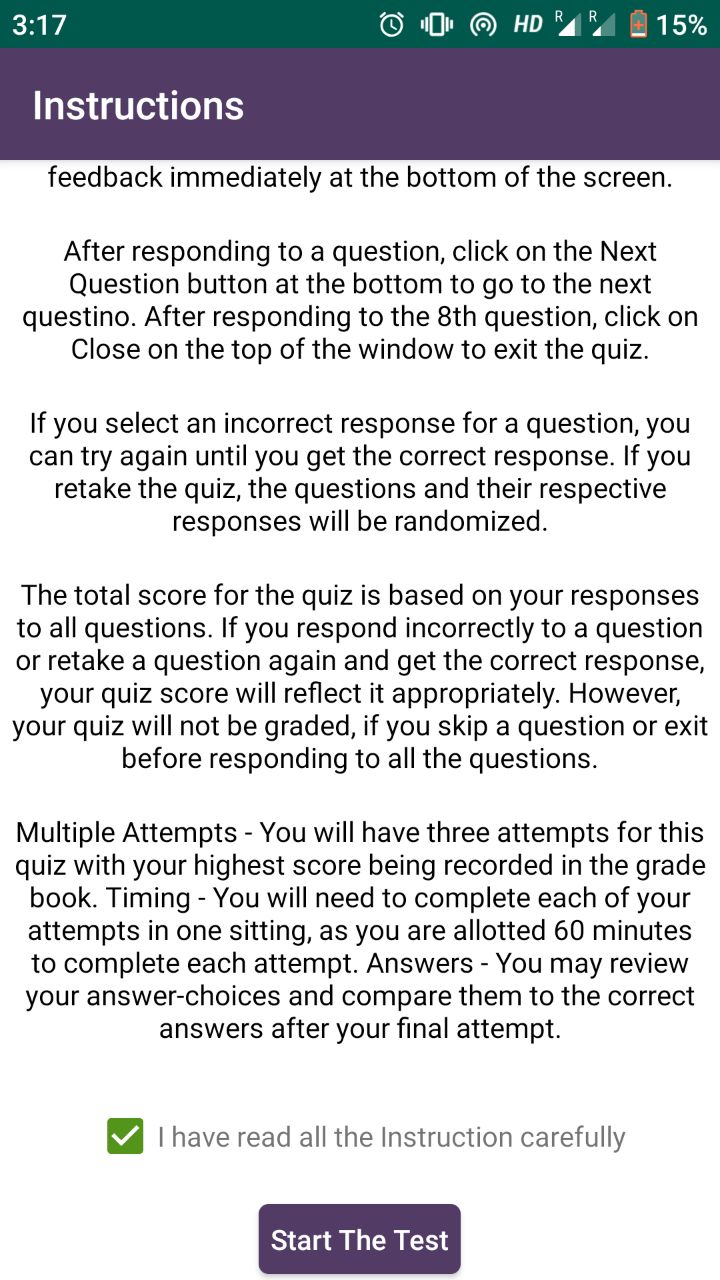 3:17 HD R R 15%
Instructions
feedback immediately at the bottom of the screen.
After responding to a question, click on the Next
Question button at the bottom to go to the next
questino. After responding to the 8th question, click on
Close on the top of the window to exit the quiz.
If you select an incorrect response for a question, you
can try again until you get the correct response. If you
retake the quiz, the questions and their respective
responses will be randomized.
The total score for the quiz is based on your responses
to all questions. If you respond incorrectly to a question
or retake a question again and get the correct response,
your quiz score will reflect it appropriately. However,
your quiz will not be graded, if you skip a question or exit
before responding to all the questions.
Multiple Attempts - You will have three attempts for this
quiz with your highest score being recorded in the grade
book. Timing - You will need to complete each of your
attempts in one sitting, as you are allotted 60 minutes
to complete each attempt. Answers - You may review
your answer-choices and compare them to the correct
answers after your final attempt.
I have read all the Instruction carefully
Start The Test